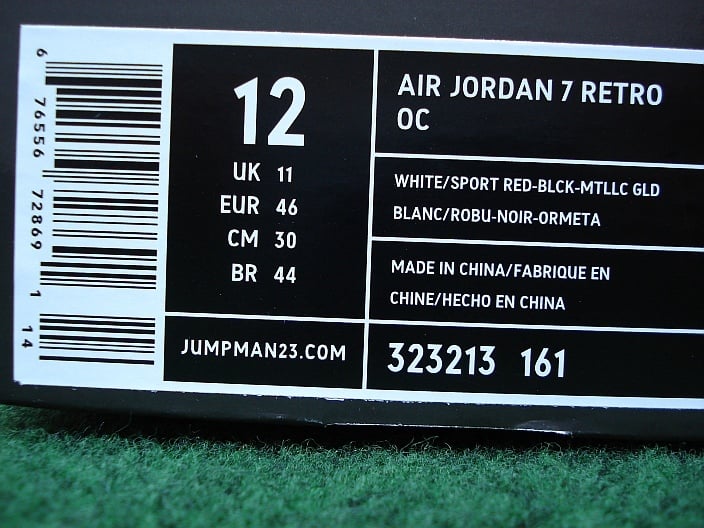 6 76556 72869 1 14
12
UK 11
EUR 46
CM 30
BR 44
JUMPMAN23.COM
AIR JORDAN 7 RETRO
OC
WHITE/SPORT RED-BLCK-MTLLC GLD
BLANC/ROBU-NOIR-ORMETA
MADE IN CHINA/FABRIQUE EN
CHINE/HECHO EN CHINA
323213 161